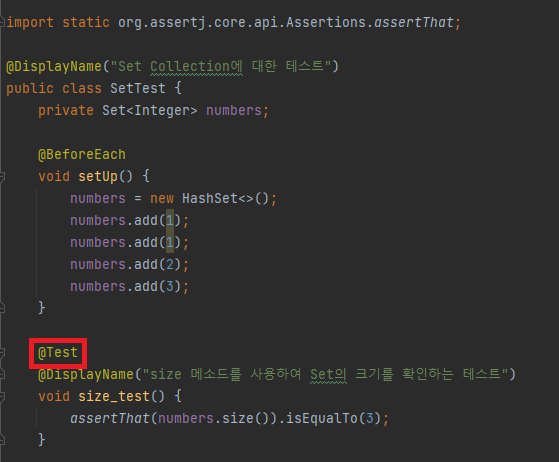 import static org.assertj.core.api.Assertions.assertThat;
@DisplayName("Set Collection에 대한 테스트")
public class SetTest {
private Set<Integer> numbers;
@BeforeEach
void setUp() {
numbers = new HashSet<>();
numbers.add(1);
numbers.add(1);
numbers.add(2);
numbers.add(3);
}
@Test
@DisplayName("size 메소드를 사용하여 Set의 크기를 확인하는 테스트")
void size_test() {
assertThat(numbers.size()).isEqualTo(3);
}